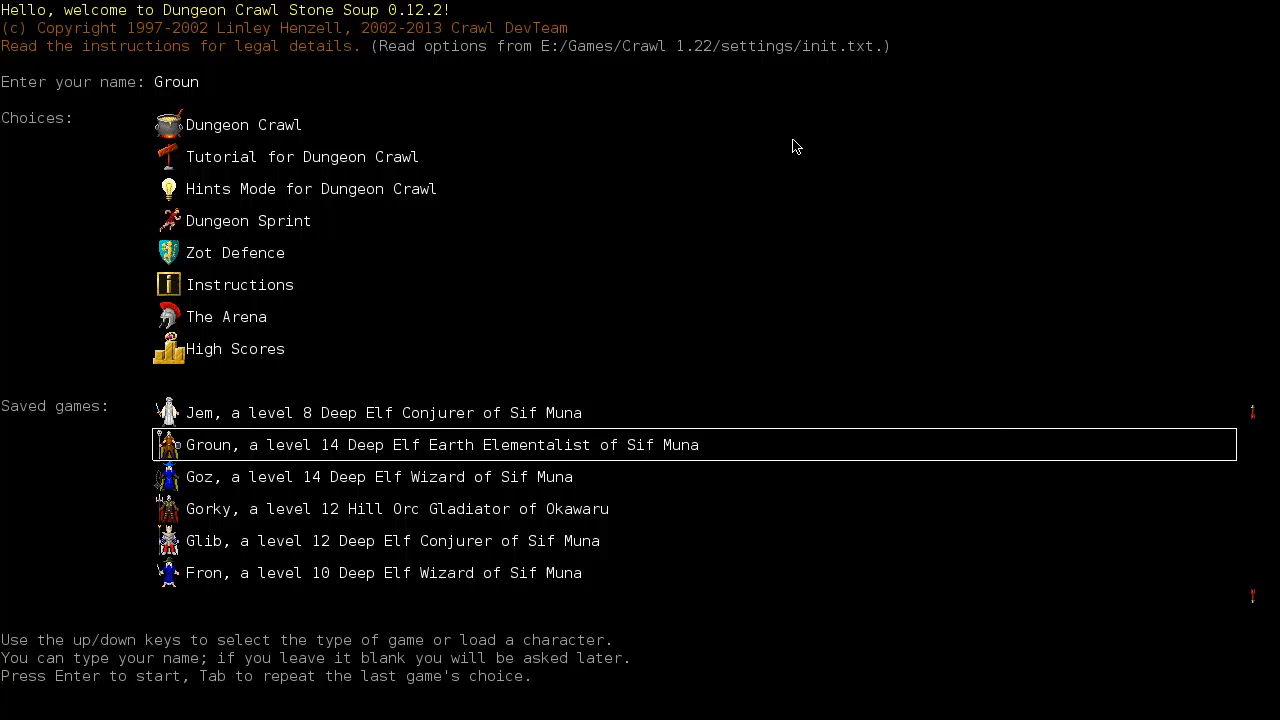 Hello, welcome to Dungeon Crawl Stone Soup 0.12.2!
(c) Copyright 1997-2002 Linley Henzell, 2002-2013 Crawl DevTeam
Read the instructions for legal details. (Read options from E:/Games/Crawl 1.22/settings/init.txt.)
Enter your name: Groun
Choices:
Dungeon Crawl
Tutorial for Dungeon Crawl
Hints Mode for Dungeon Crawl
Dungeon Sprint
Zot Defence
Instructions
The Arena
High Scores
Saved games:
Jem, a level 8 Deep Elf Conjurer of Sif Muna
Groun, a level 14 Deep Elf Earth Elementalist of Sif Muna
Goz, a level 14 Deep Elf Wizard of Sif Muna
Gorky, a level 12 Hill Orc Gladiator of Okawaru
Glib, a level 12 Deep Elf Conjurer of Sif Muna
Fron, a level 10 Deep Elf Wizard of Sif Muna
Use the up/down keys to select the type of game or load a character.
You can type your name; if you leave it blank you will be asked later.
Press Enter to start, Tab to repeat the last game's choice.